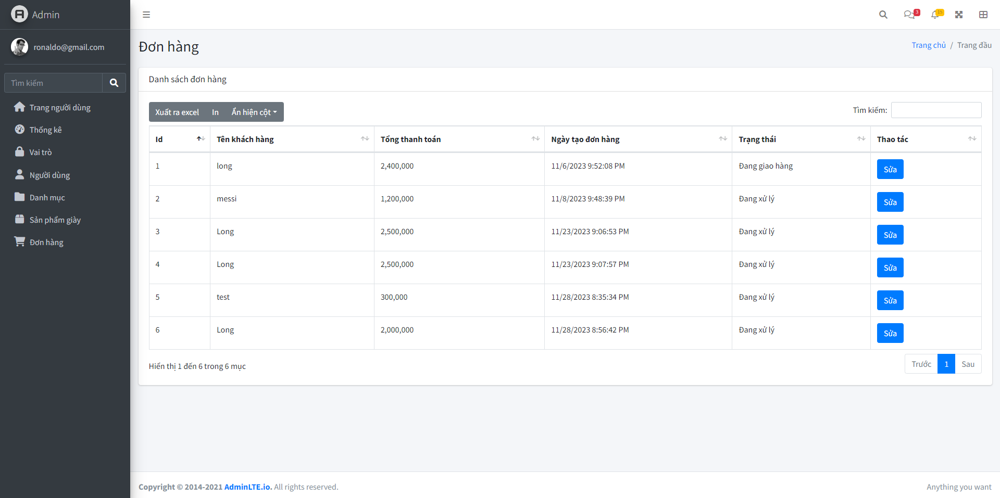 Admin
3
15
ronaldo@gmail.com
Đơn hàng
Trang chủ / Trang đầu
Tìm kiếm
Trang người dùng
Thống kê
Vai trò
Người dùng
Danh mục
Sản phẩm giày
Đơn hàng
Danh sách đơn hàng
Xuất ra excel In Ẩn hiện cột
Tìm kiếm:
Id Tên khách hàng Tổng thanh toán Ngày tạo đơn hàng Trạng thái Thao tác
1 long 2,400,000 11/6/2023 9:52:08 PM Đang giao hàng Sửa
2 messi 1,200,000 11/8/2023 9:48:39 PM Đang xử lý Sửa
3 Long 2,500,000 11/23/2023 9:06:53 PM Đang xử lý Sửa
4 Long 2,500,000 11/23/2023 9:07:57 PM Đang xử lý Sửa
5 test 300,000 11/28/2023 8:35:34 PM Đang xử lý Sửa
6 Long 2,000,000 11/28/2023 8:56:42 PM Đang xử lý Sửa
Hiển thị 1 đến 6 trong 6 mục
Trước 1 Sau
Copyright © 2014-2021 AdminLTE.io. All rights reserved.
Anything you want